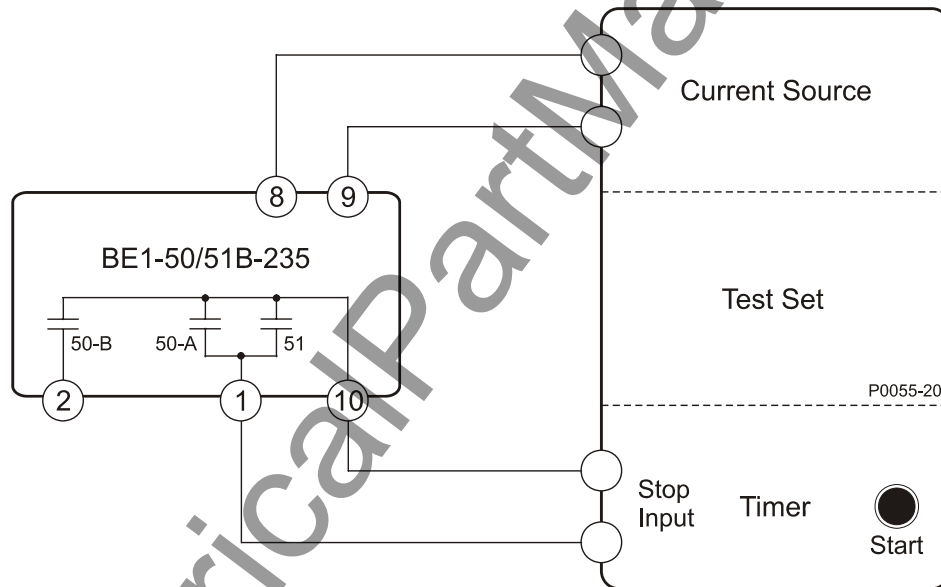 Current Source
8
9
BE1-50/51B-235
50-B
50-A
51
Test Set
P0055-20
2
1
10
Stop
Input
Timer
Start